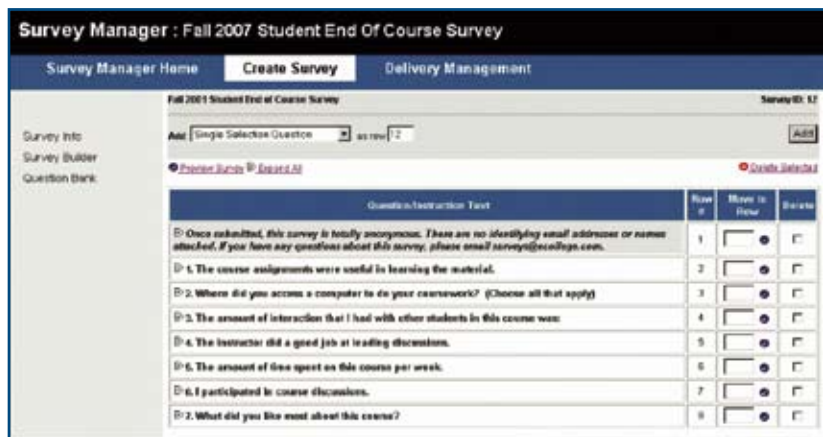 Survey Manager : Fall 2007 Student End Of Course Survey
Survey Manager Home Create Survey Delivery Management
Fall 2001 Student End of Course Survey Survey ID: 12
Add Single Selection Question as row 12 Add
Survey Info
Survey Builder
Question Bank
Preview Survey Expand All Delete Selected
Question/Instruction Text Row # Move to Row Delete
Once submitted, this survey is totally anonymous. There are no identifying email addresses or names
attached. If you have any questions about this survey, please email surveys@ecollege.com. 1
1. The course assignments were useful in learning the material. 2
2. Where did you access a computer to do your coursework? (Choose all that apply) 3
3. The amount of interaction that I had with other students in this course was: 4
4. The instructor did a good job at leading discussions. 5
5. The amount of time spent on this course per week. 6
6. I participated in course discussions. 7
7. What did you like most about this course?